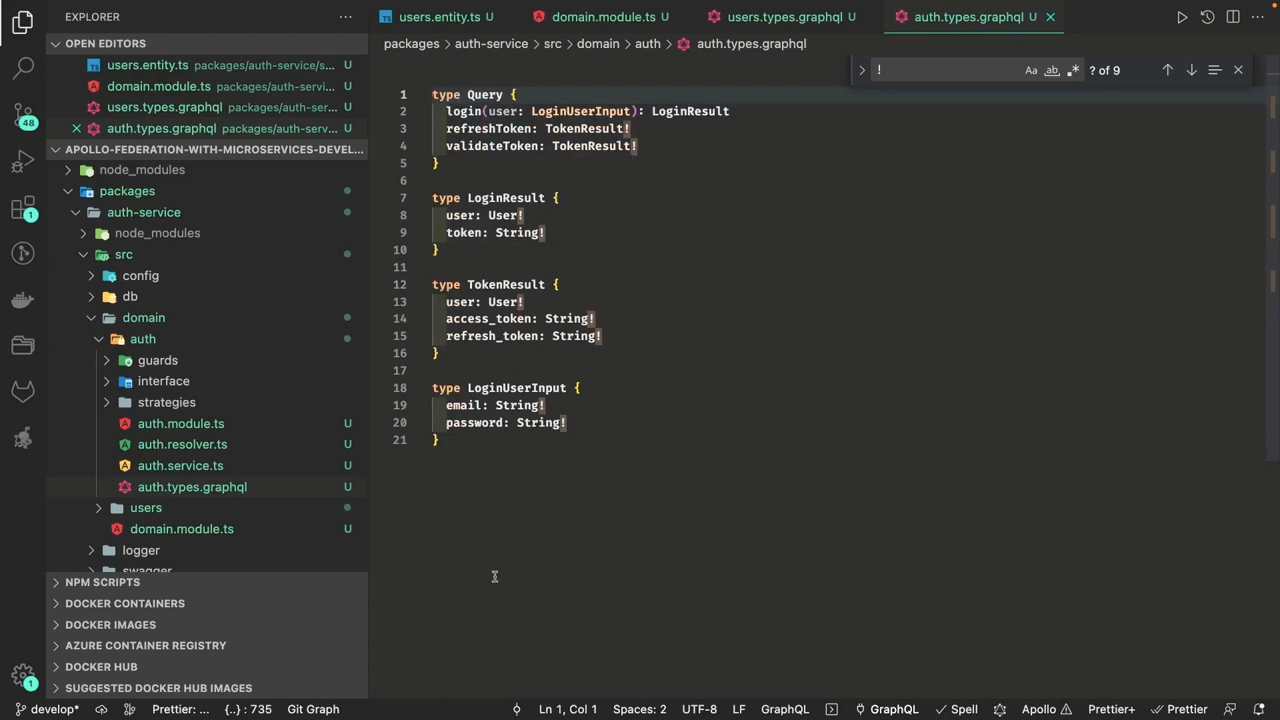 EXPLORER
OPEN EDITORS
users.entity.ts packages/auth-service/s...
domain.module.ts packages/auth-serv...
users.types.graphql packages/auth-ser...
auth.types.graphql packages/auth-serv...
APOLLO-FEDERATION-WITH-MICROSERVICES-DEVEL...
node_modules
packages
auth-service
node_modules
src
config
db
domain
auth
guards
interface
strategies
auth.module.ts U
auth.resolver.ts U
auth.service.ts U
auth.types.graphql U
users
domain.module.ts U
logger
swagger
NPM SCRIPTS
DOCKER CONTAINERS
DOCKER IMAGES
AZURE CONTAINER REGISTRY
DOCKER HUB
SUGGESTED DOCKER HUB IMAGES
48
1
1
users.entity.ts U
domain.module.ts U
users.types.graphql U
auth.types.graphql U
packages > auth-service > src > domain > auth > auth.types.graphql
! Aa ab ? of 9
1 type Query {
2 login(user: LoginUserInput): LoginResult
3 refreshToken: TokenResult!
4 validateToken: TokenResult!
5 }
6
7 type LoginResult {
8 user: User!
9 token: String!
10 }
11
12 type TokenResult {
13 user: User!
14 access_token: String!
15 refresh_token: String!
16 }
17
18 type LoginUserInput {
19 email: String!
20 password: String!
21 }
develop* Prettier: ... {..} : 735 Git Graph Ln 1, Col 1 Spaces: 2 UTF-8 LF GraphQL GraphQL Spell Apollo Prettier+ Prettier